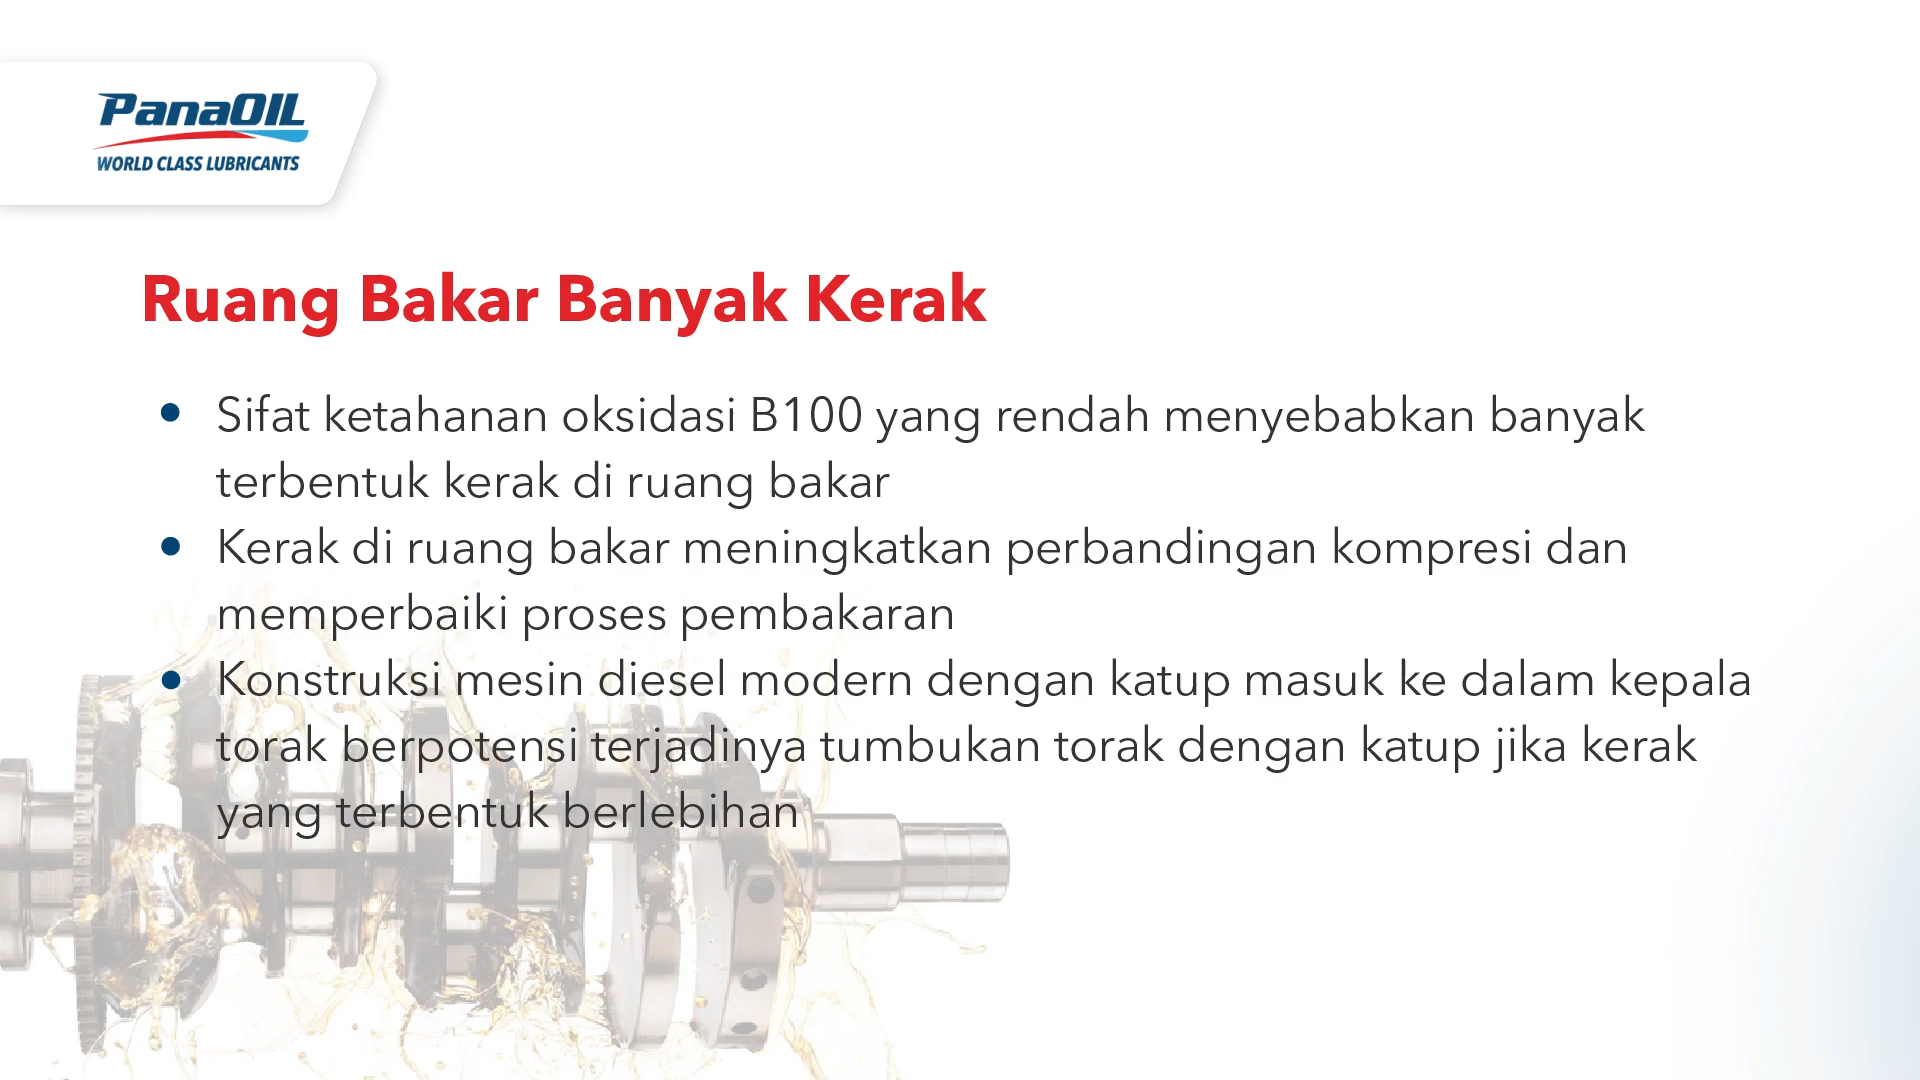 PanaOIL
WORLD CLASS LUBRICANTS
Ruang Bakar Banyak Kerak
• Sifat ketahanan oksidasi B100 yang rendah menyebabkan banyak
terbentuk kerak di ruang bakar
• Kerak di ruang bakar meningkatkan perbandingan kompresi dan
memperbaiki proses pembakaran
• Konstruksi mesin diesel modern dengan katup masuk ke dalam kepala
torak berpotensi terjadinya tumbukan torak dengan katup jika kerak
yang terbentuk berlebihan